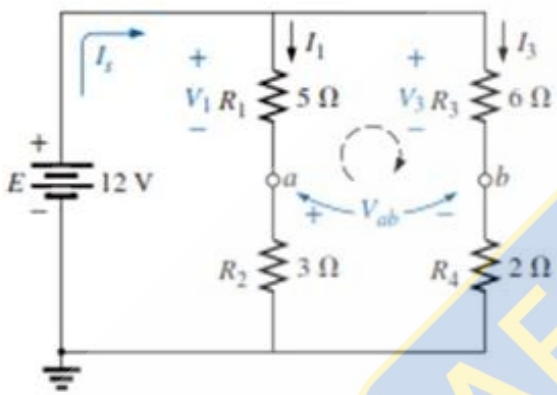 I_s
+ I_1 + I_3
V_1 R_1 5 Ω V_3 R_3 6 Ω
− −
+
E 12 V a b
− + V_ab −
R_2 3 Ω R_4 2 Ω